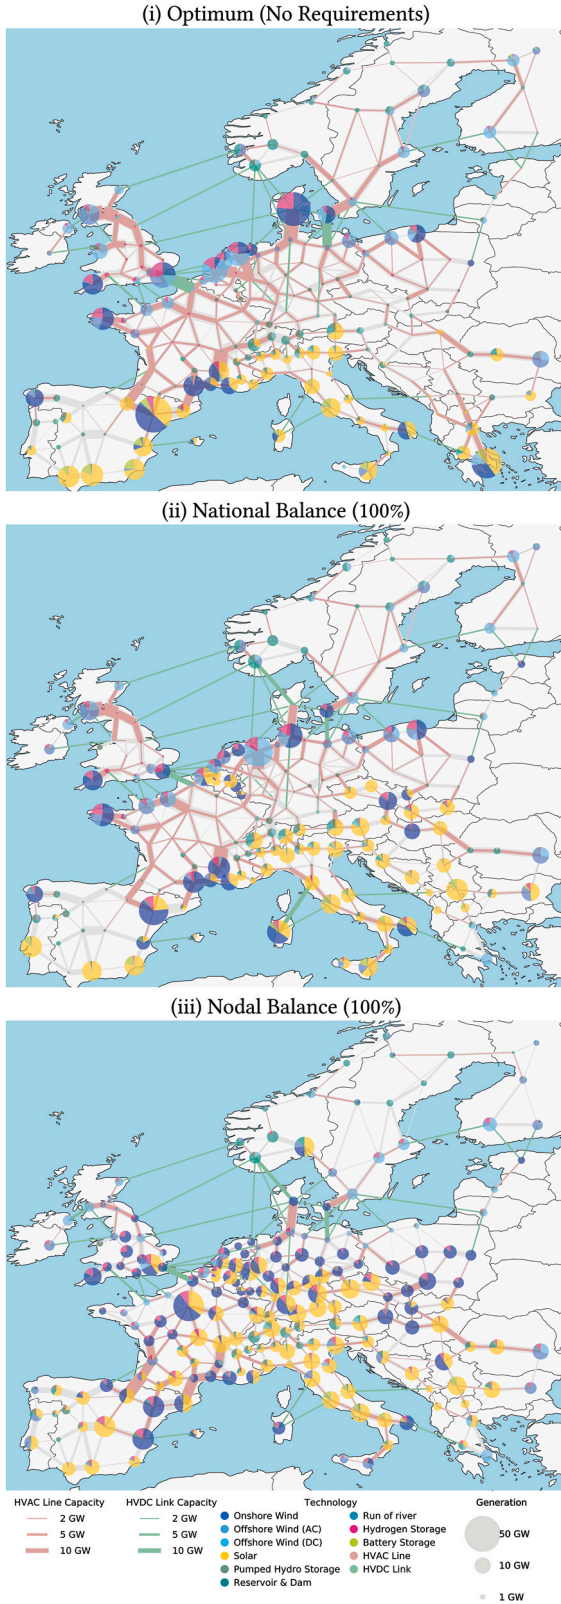 (i) Optimum (No Requirements)
(ii) National Balance (100%)
(iii) Nodal Balance (100%)
HVAC Line Capacity
2 GW
5 GW
10 GW
HVDC Link Capacity
2 GW
5 GW
10 GW
Technology
Onshore Wind
Offshore Wind (AC)
Offshore Wind (DC)
Solar
Pumped Hydro Storage
Reservoir & Dam
Run of river
Hydrogen Storage
Battery Storage
HVAC Line
HVDC Link
Generation
50 GW
10 GW
1 GW